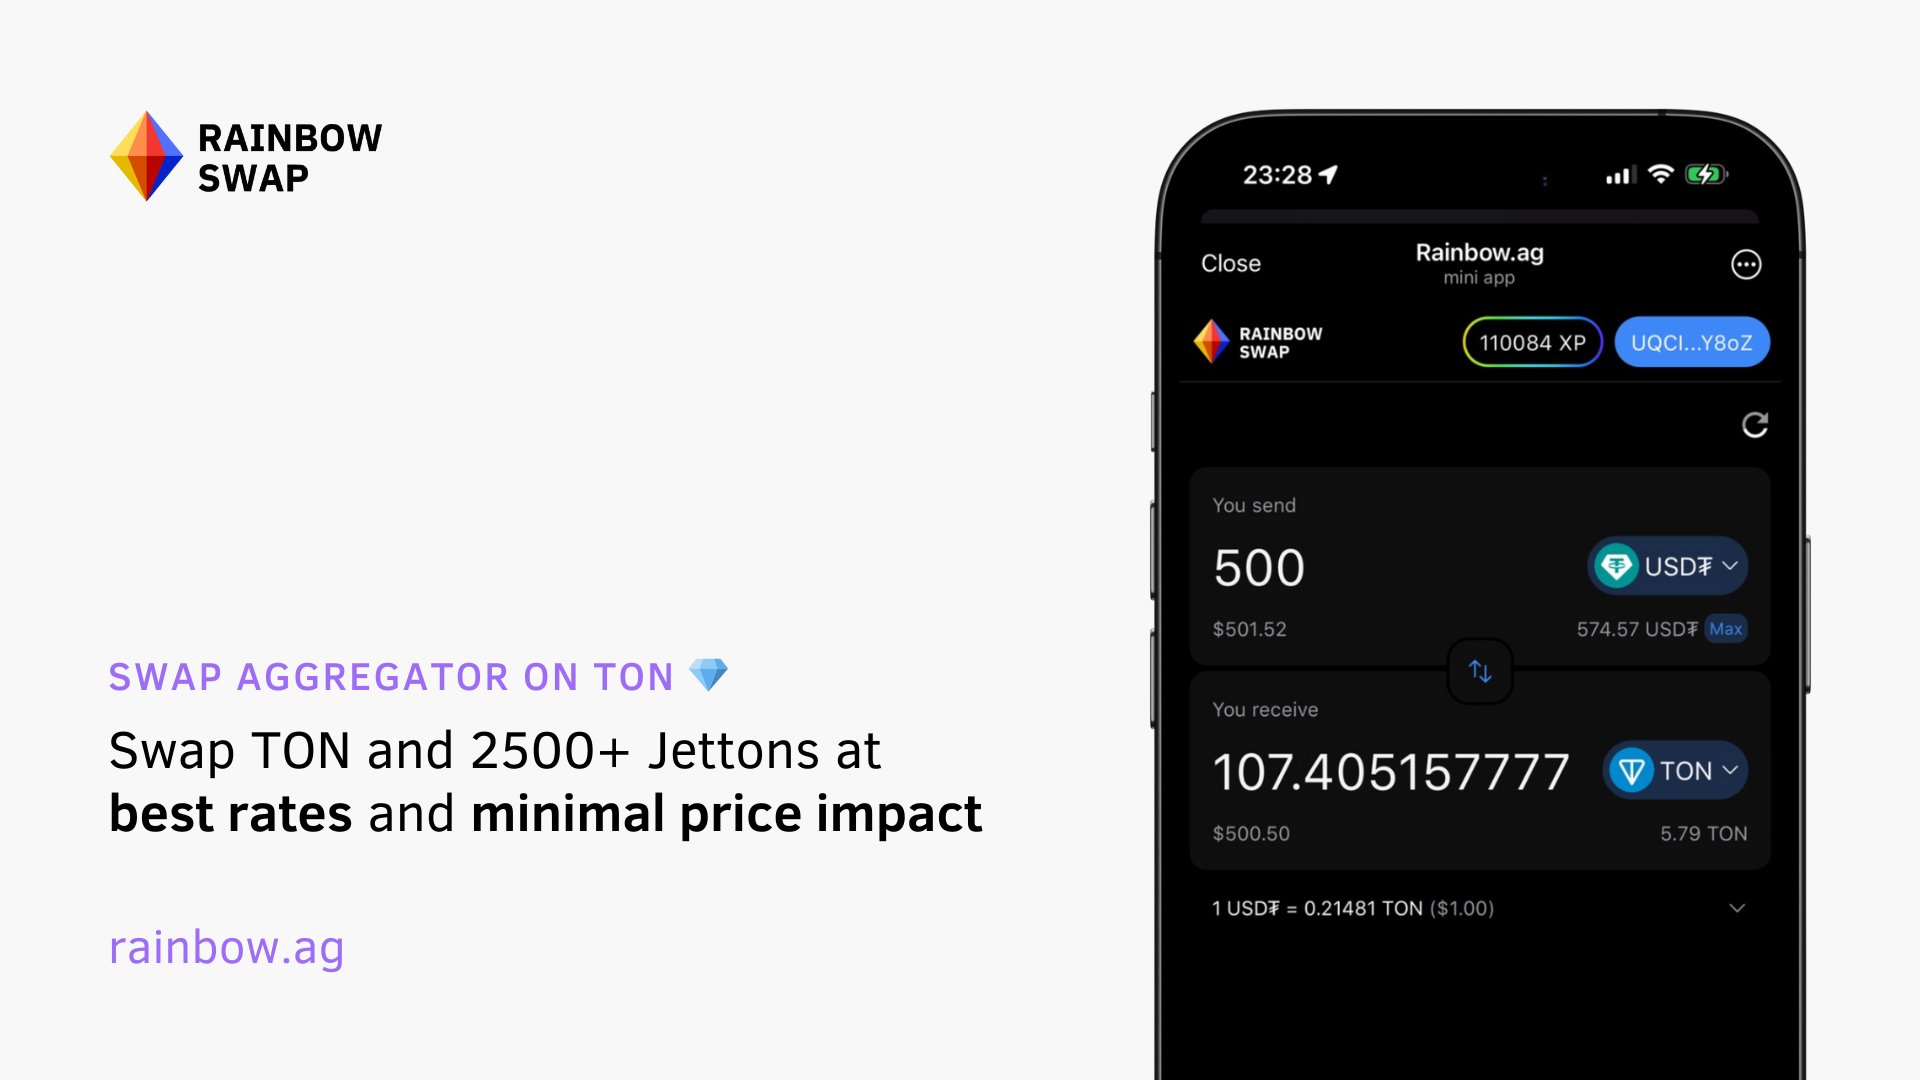 RAINBOW
SWAP
SWAP AGGREGATOR ON TON
Swap TON and 2500+ Jettons at
best rates and minimal price impact
rainbow.ag
23:28
Close
Rainbow.ag
mini app
RAINBOW
SWAP
110084 XP
UQCI...Y8oZ
You send
500
USD₮
$501.52
574.57 USD₮ Max
You receive
107.405157777
TON
$500.50
5.79 TON
1 USD₮ = 0.21481 TON ($1.00)